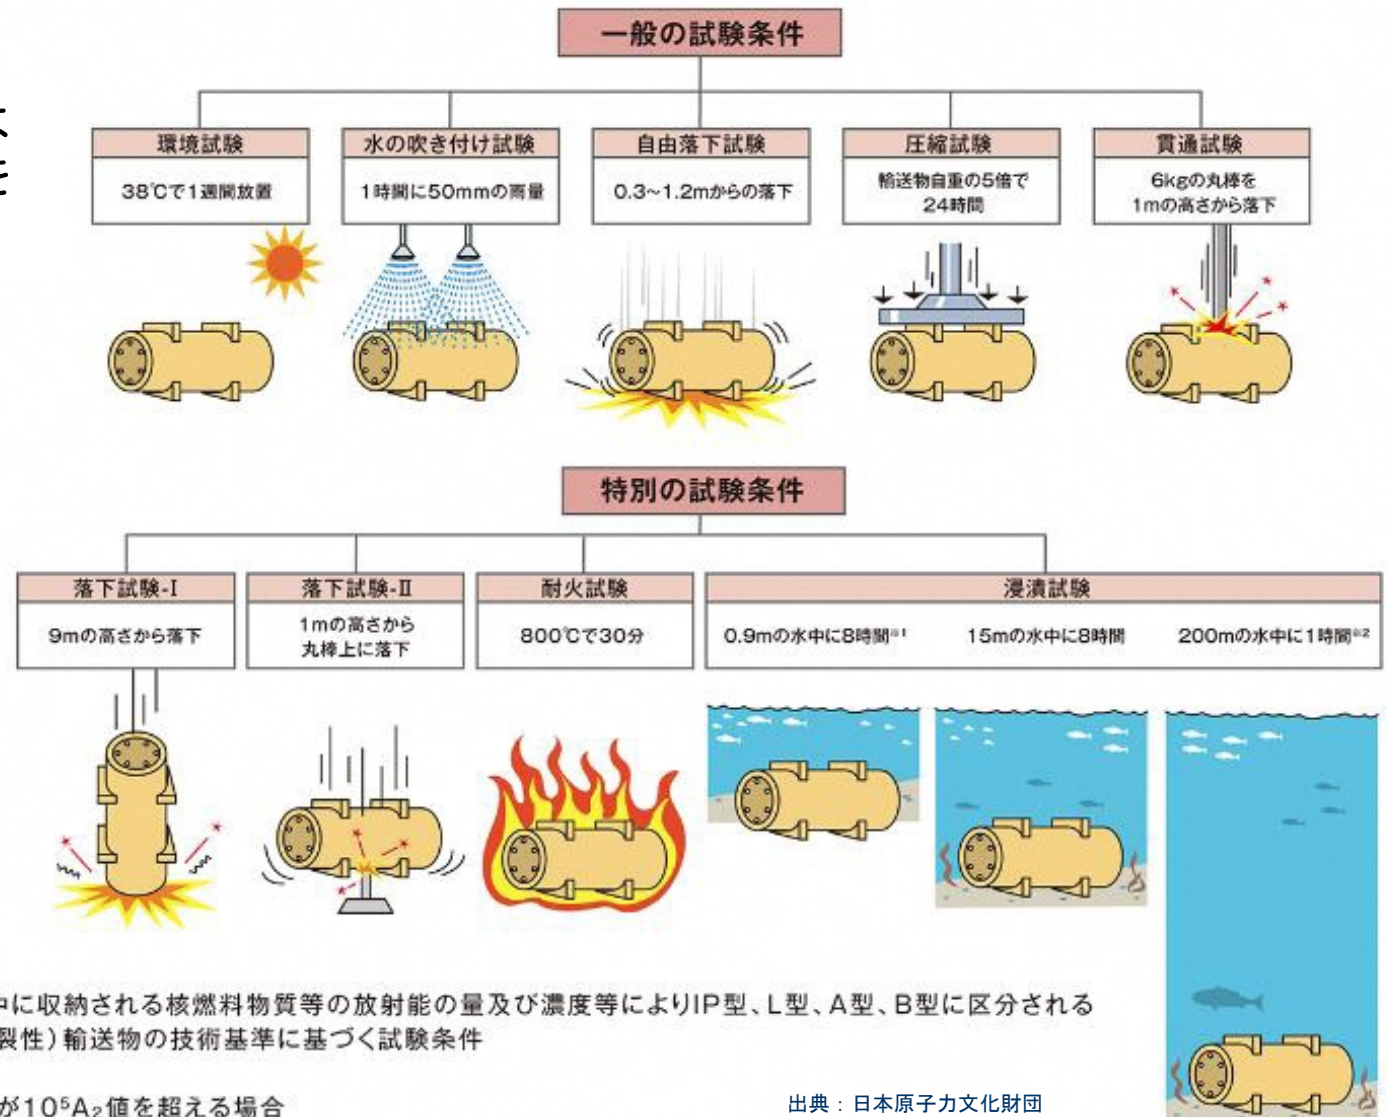 一般の試験条件
環境試験
38℃で1週間放置
水の吹き付け試験
1時間に50mmの雨量
自由落下試験
0.3〜1.2mからの落下
圧縮試験
輸送物自重の5倍で
24時間
貫通試験
6kgの丸棒を
1mの高さから落下
特別の試験条件
落下試験-I
9mの高さから落下
落下試験-II
1mの高さから
丸棒上に落下
耐火試験
800℃で30分
浸漬試験
0.9mの水中に8時間※1
15mの水中に8時間
200mの水中に1時間※2
に収納される核燃料物質等の放射能の量及び濃度等によりIP型、L型、A型、B型に区分される
裂性）輸送物の技術基準に基づく試験条件
が10⁵A₂値を超える場合
出典：日本原子力文化財団